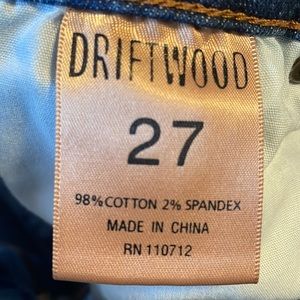 DRIFTWOOD
27
98% COTTON 2% SPANDEX
MADE IN CHINA
RN 110712